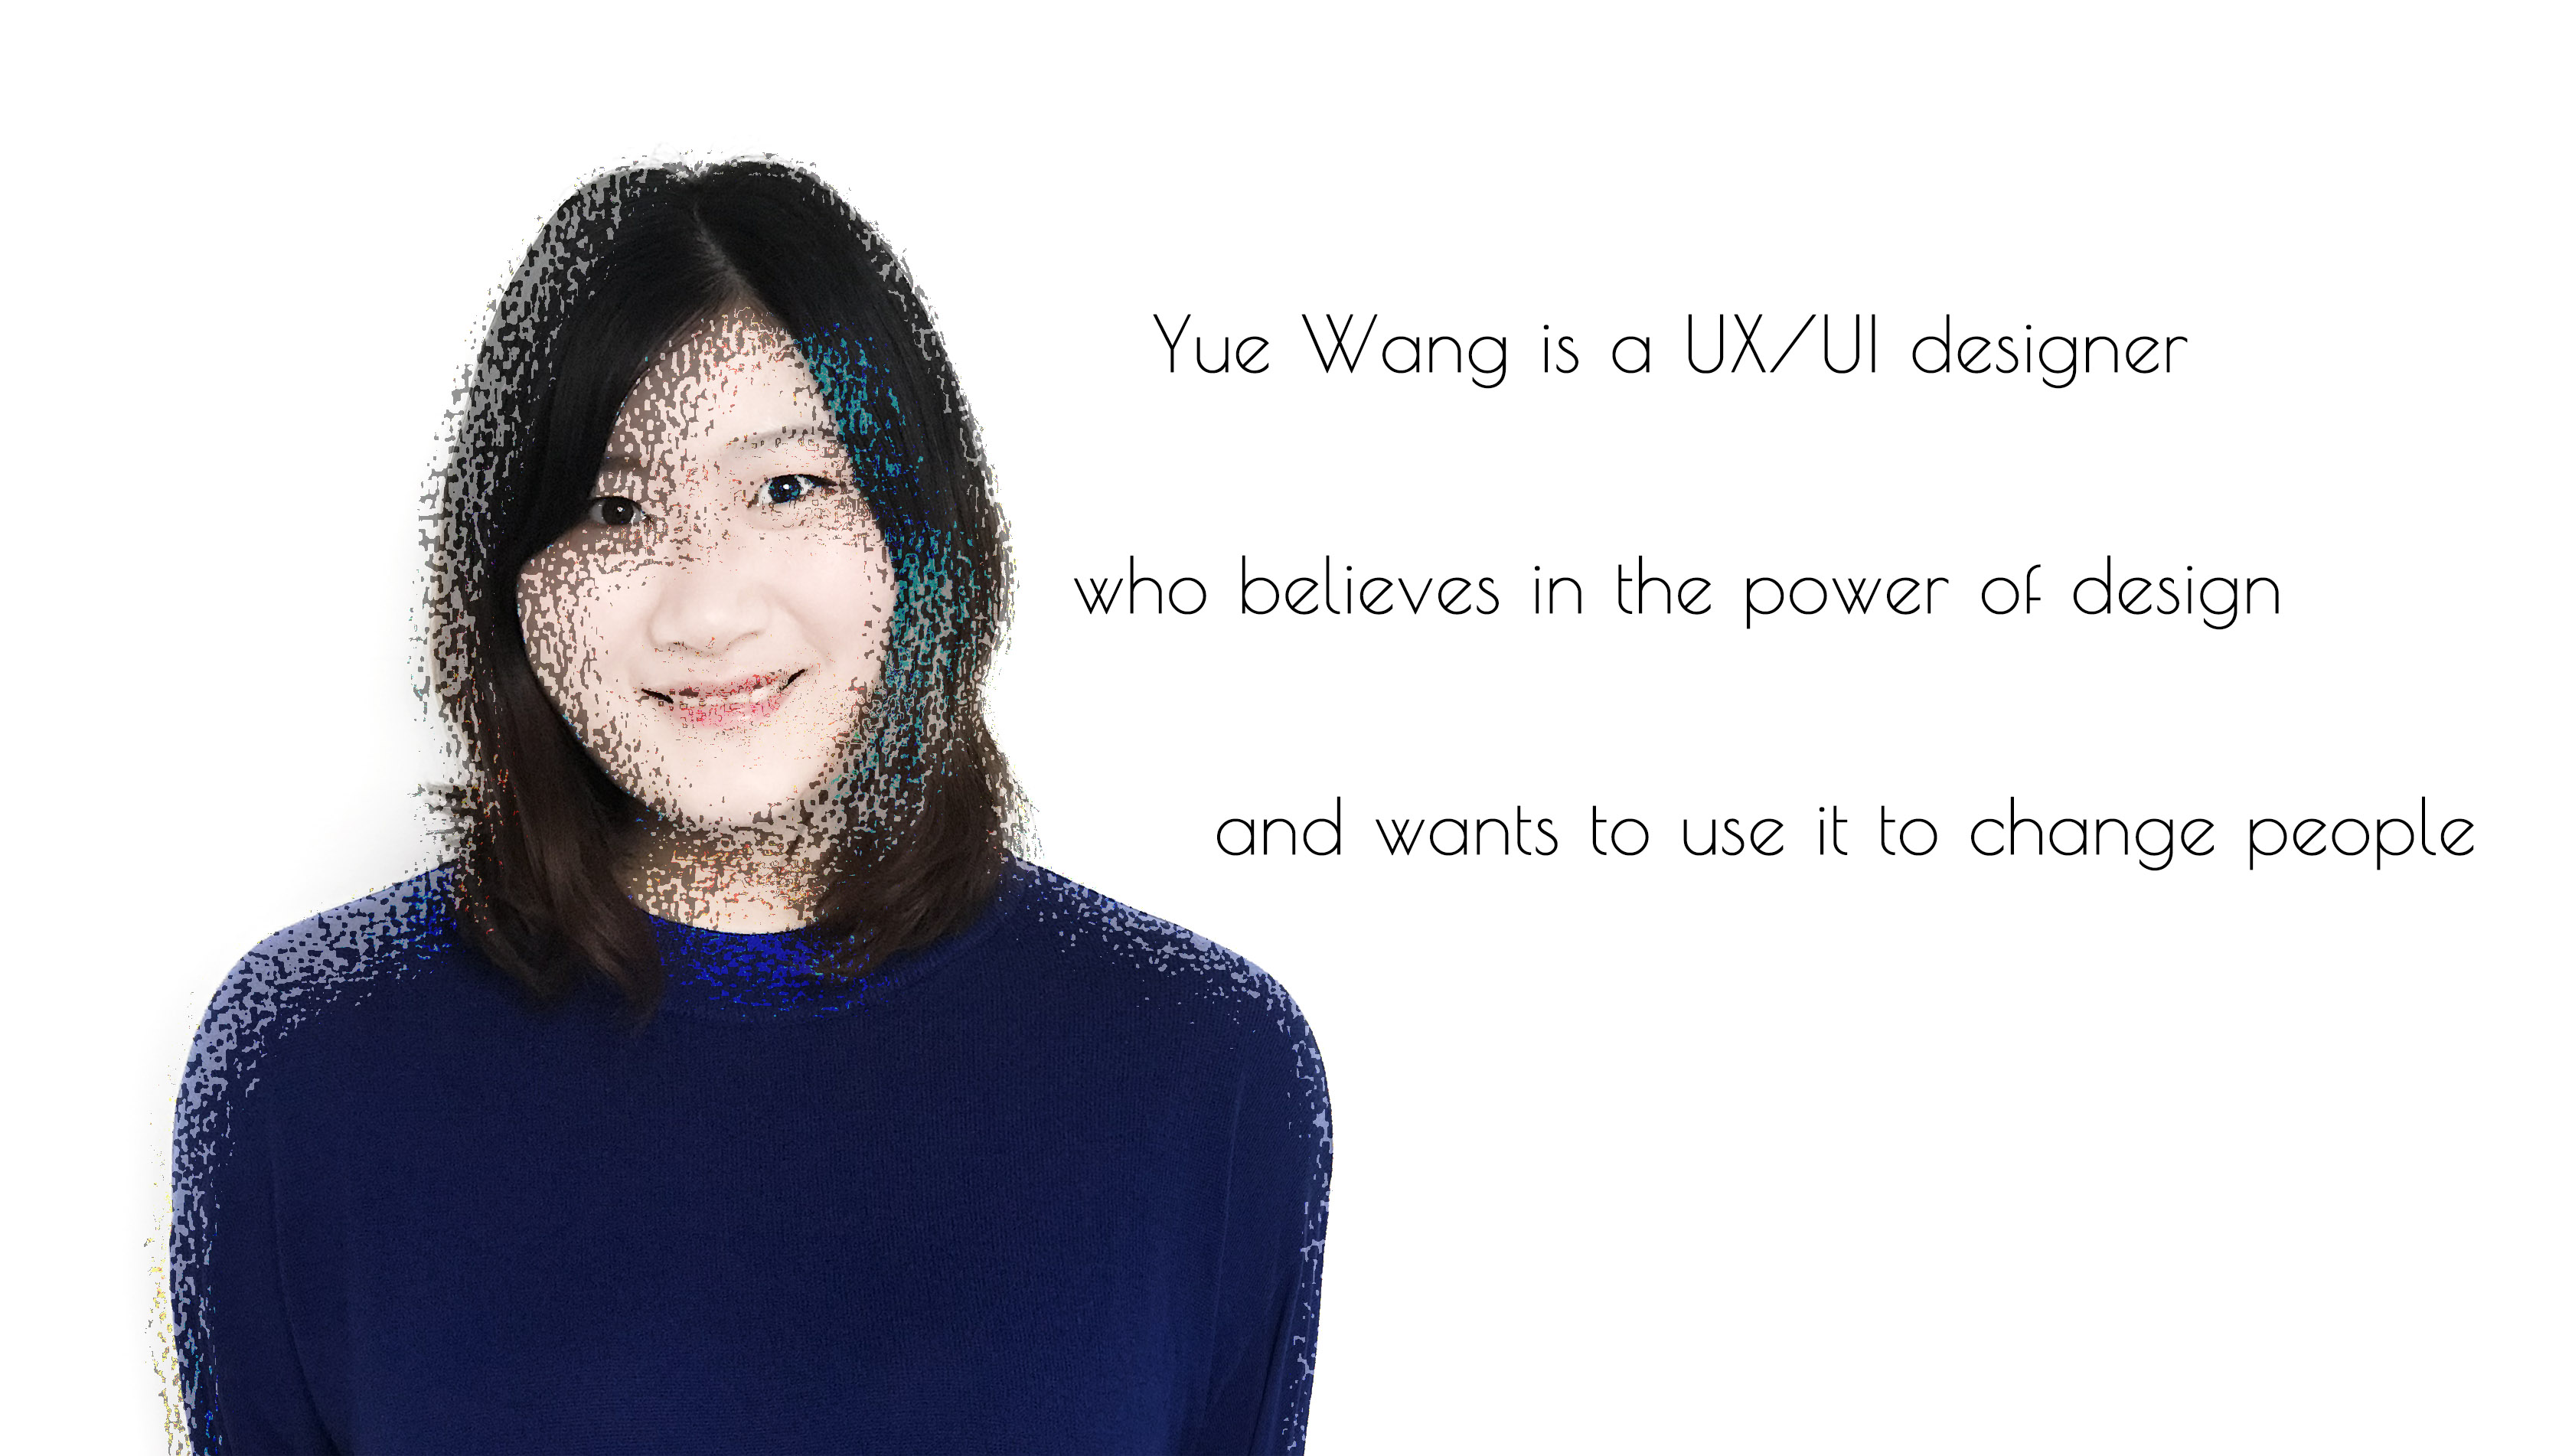 Yue Wang is a UX/UI designer
who believes in the power of design
and wants to use it to change people